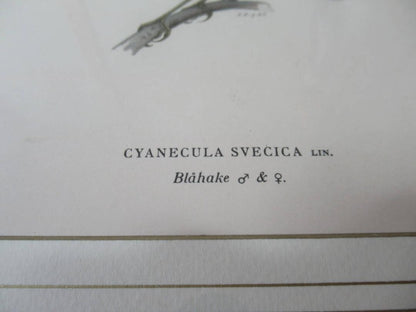 CYANECULA SVECICA LIN.
Blåhake ♂ & ♀.